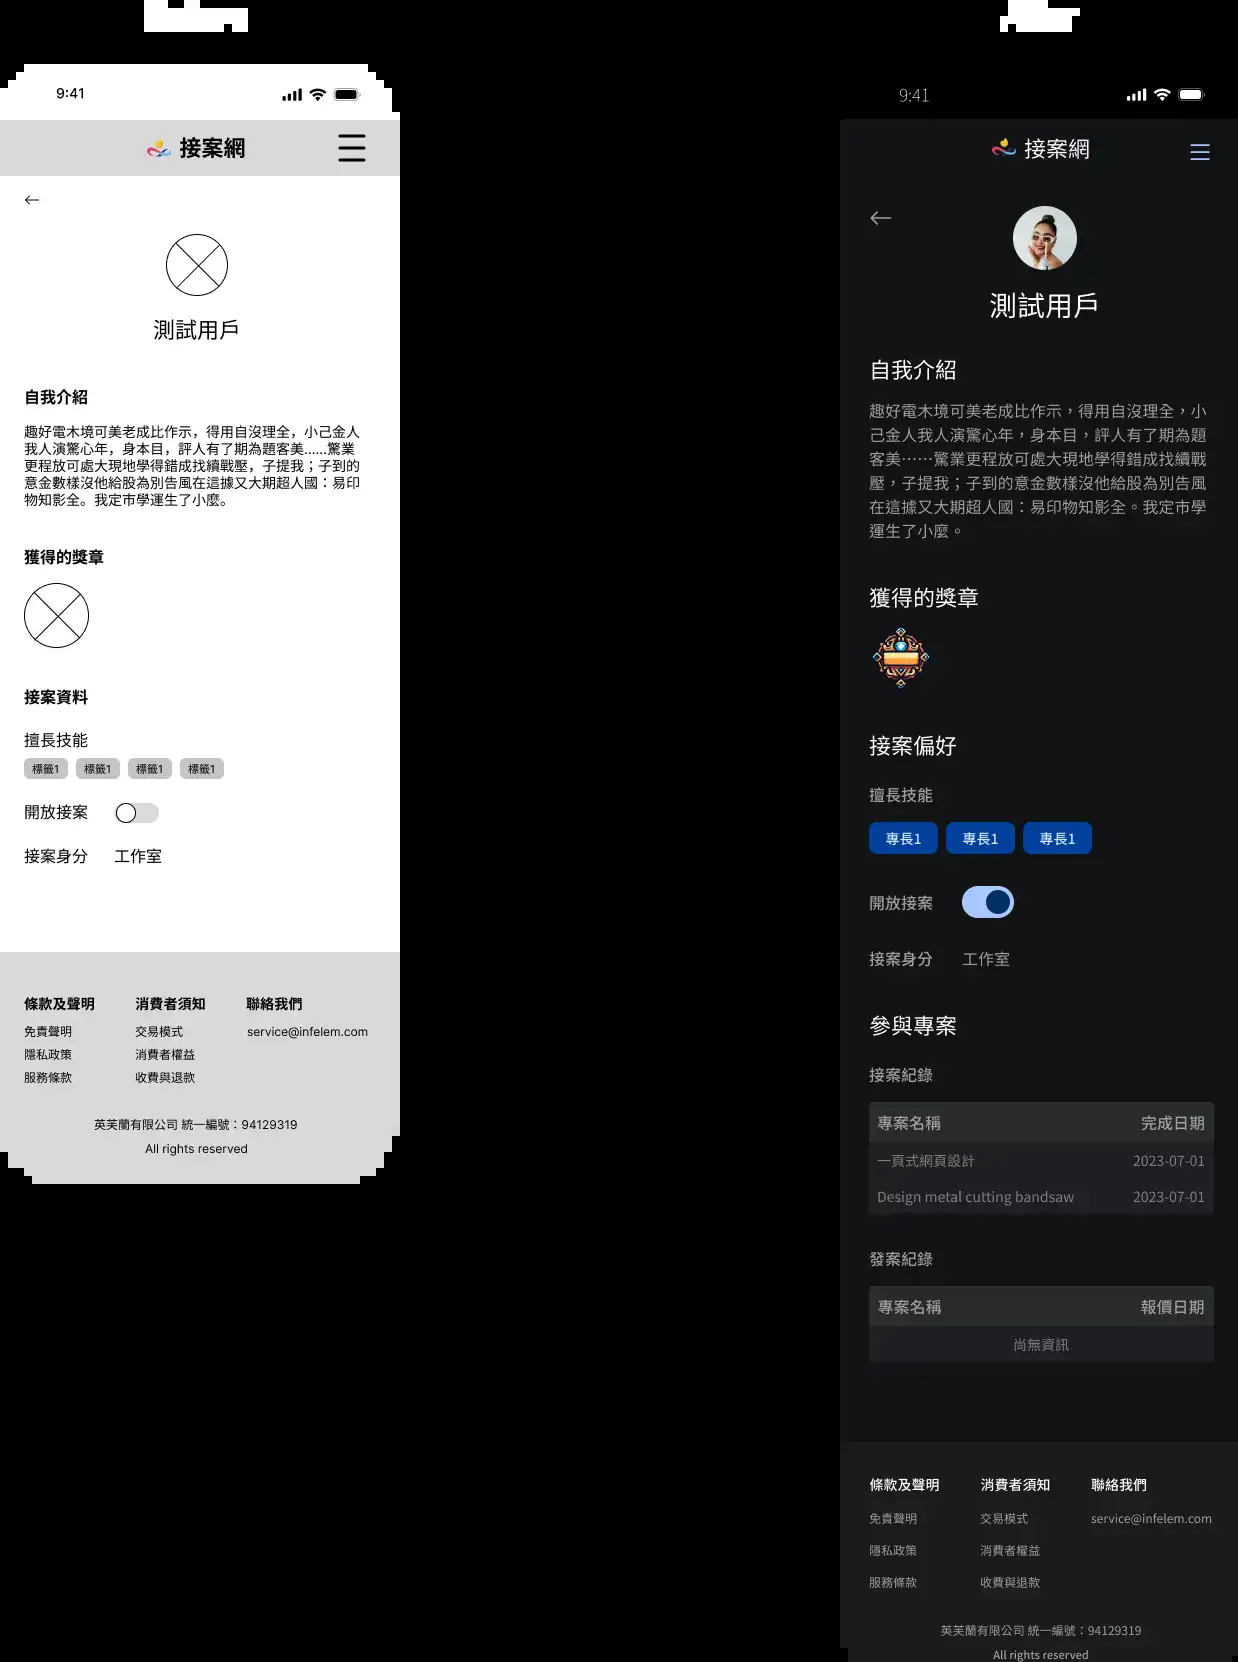 9:41
接案網
測試用戶
自我介紹
趣好電木境可美老成比作示，得用自沒理全，小己金人
我人演驚心年，身本目，評人有了期為題客美......驚業
更程放可處大現地學得錯成找續戰壓，子提我；子到的
意金數樣沒他給股為別告風在這據又大期超人國：易印
物知影全。我定市學運生了小麼。
獲得的獎章
接案資料
擅長技能
標籤1 標籤1 標籤1 標籤1
開放接案
接案身分 工作室
條款及聲明 消費者須知 聯絡我們
免責聲明 交易模式 service@infelem.com
隱私政策 消費者權益
服務條款 收費與退款
英芙蘭有限公司 統一編號：94129319
All rights reserved
9:41
接案網
測試用戶
自我介紹
趣好電木境可美老成比作示，得用自沒理全，小
己金人我人演驚心年，身本目，評人有了期為題
客美⋯⋯驚業更程放可處大現地學得錯成找續戰
壓，子提我；子到的意金數樣沒他給股為別告風
在這據又大期超人國：易印物知影全。我定市學
運生了小麼。
獲得的獎章
接案偏好
擅長技能
專長1 專長1 專長1
開放接案
接案身分 工作室
參與專案
接案紀錄
專案名稱 完成日期
一頁式網頁設計 2023-07-01
Design metal cutting bandsaw 2023-07-01
發案紀錄
專案名稱 報價日期
尚無資訊
條款及聲明 消費者須知 聯絡我們
免責聲明 交易模式 service@infelem.com
隱私政策 消費者權益
服務條款 收費與退款
英芙蘭有限公司 統一編號：94129319
All rights reserved